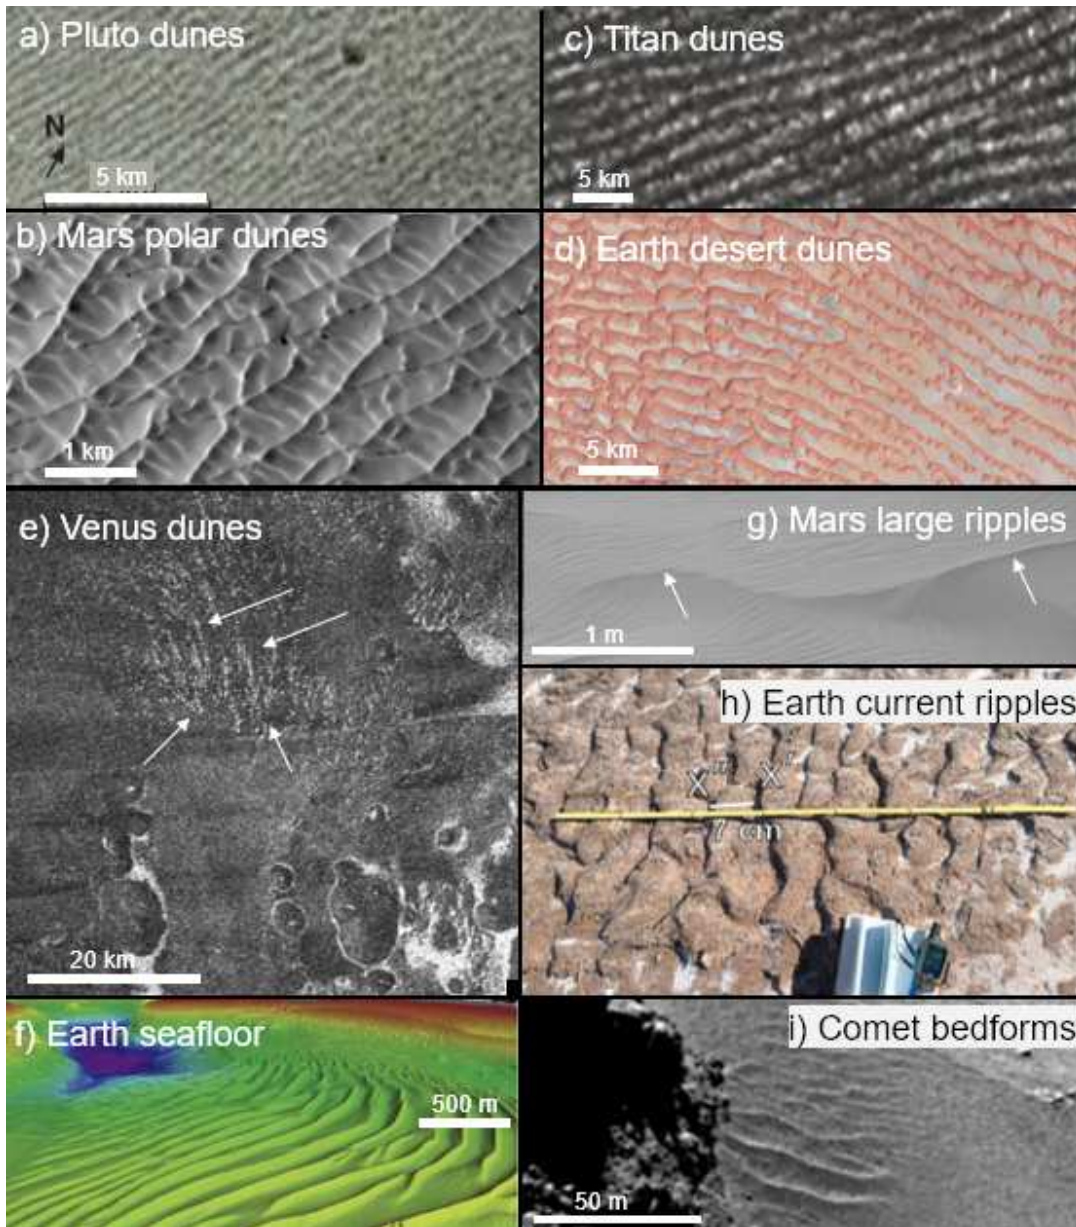 a) Pluto dunes
N
5 km
c) Titan dunes
5 km
b) Mars polar dunes
1 km
d) Earth desert dunes
5 km
e) Venus dunes
20 km
g) Mars large ripples
1 m
h) Earth current ripples
7 cm
f) Earth seafloor
500 m
i) Comet bedforms
50 m